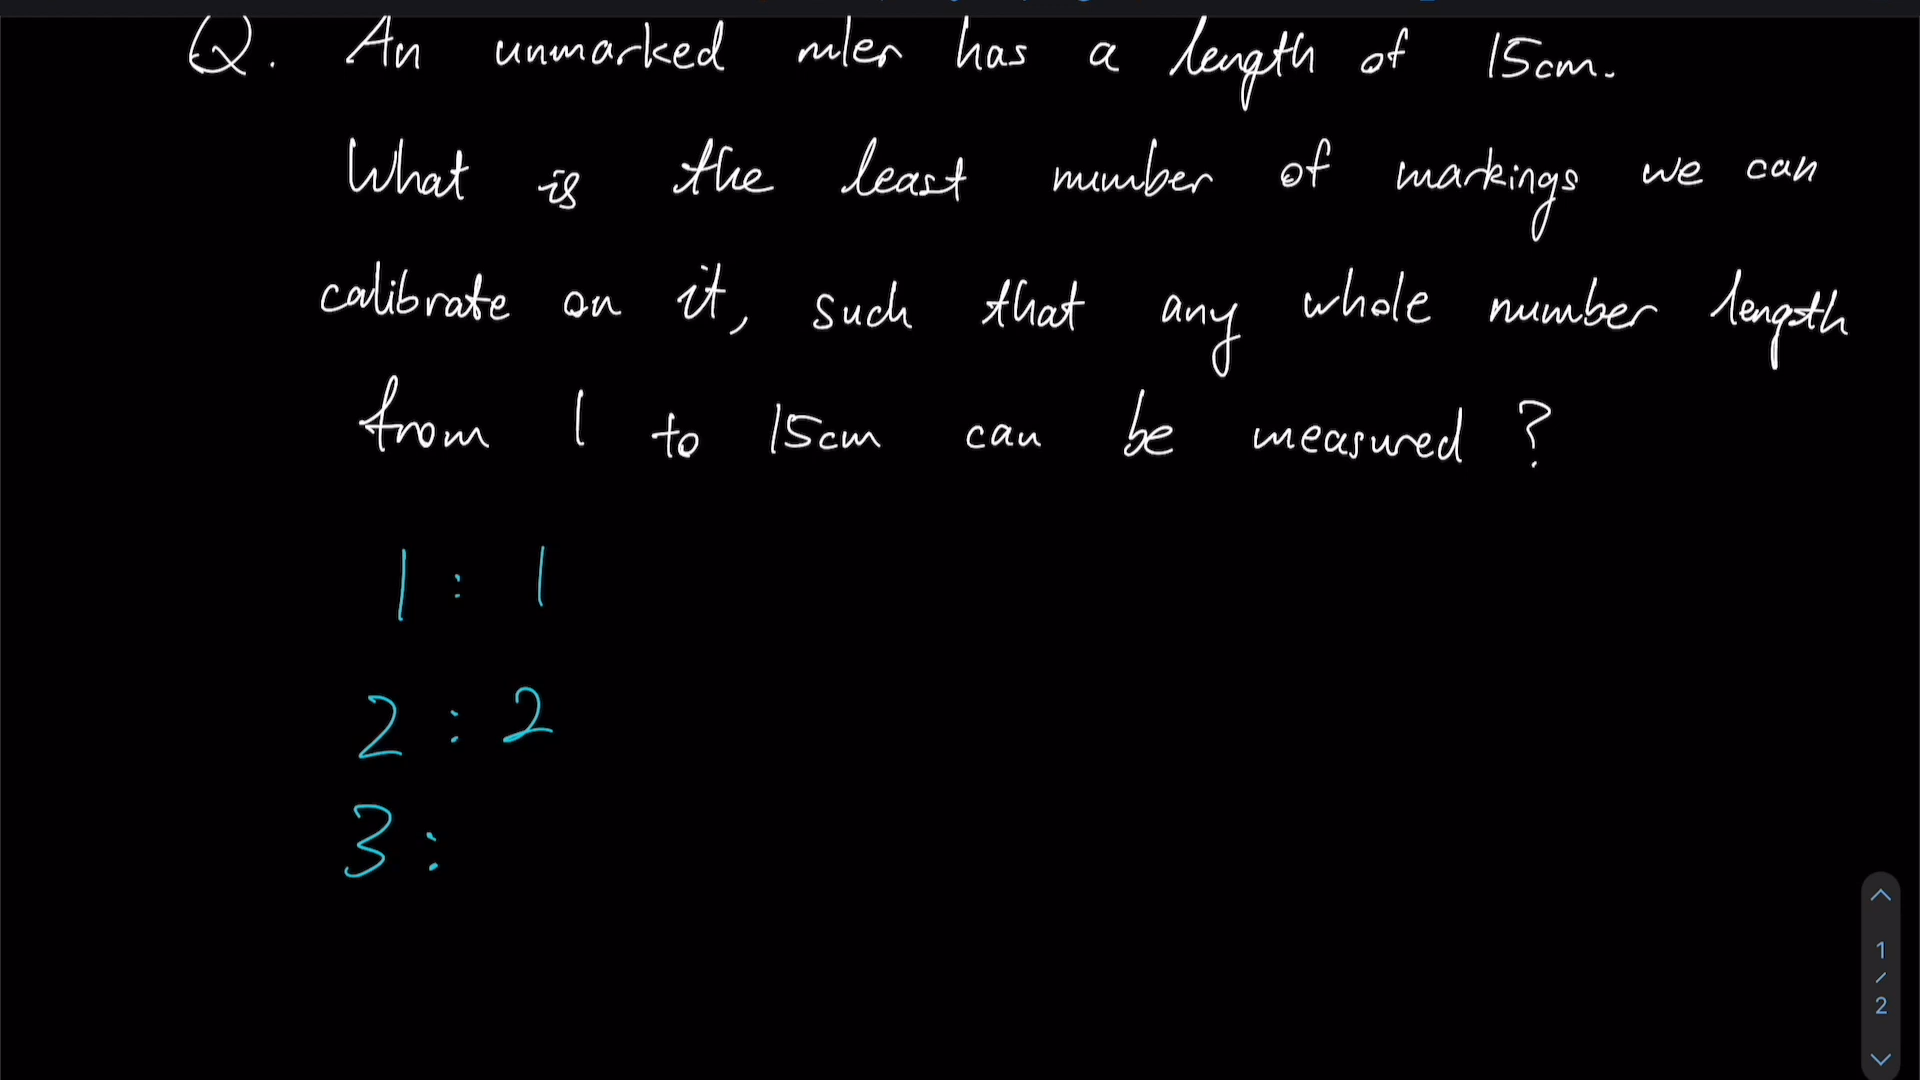 Q. An unmarked ruler has a length of 15cm.
What is the least number of markings we can
calibrate on it, such that any whole number length
from 1 to 15cm can be measured ?
1 : 1
2 : 2
3 :
1
/
2